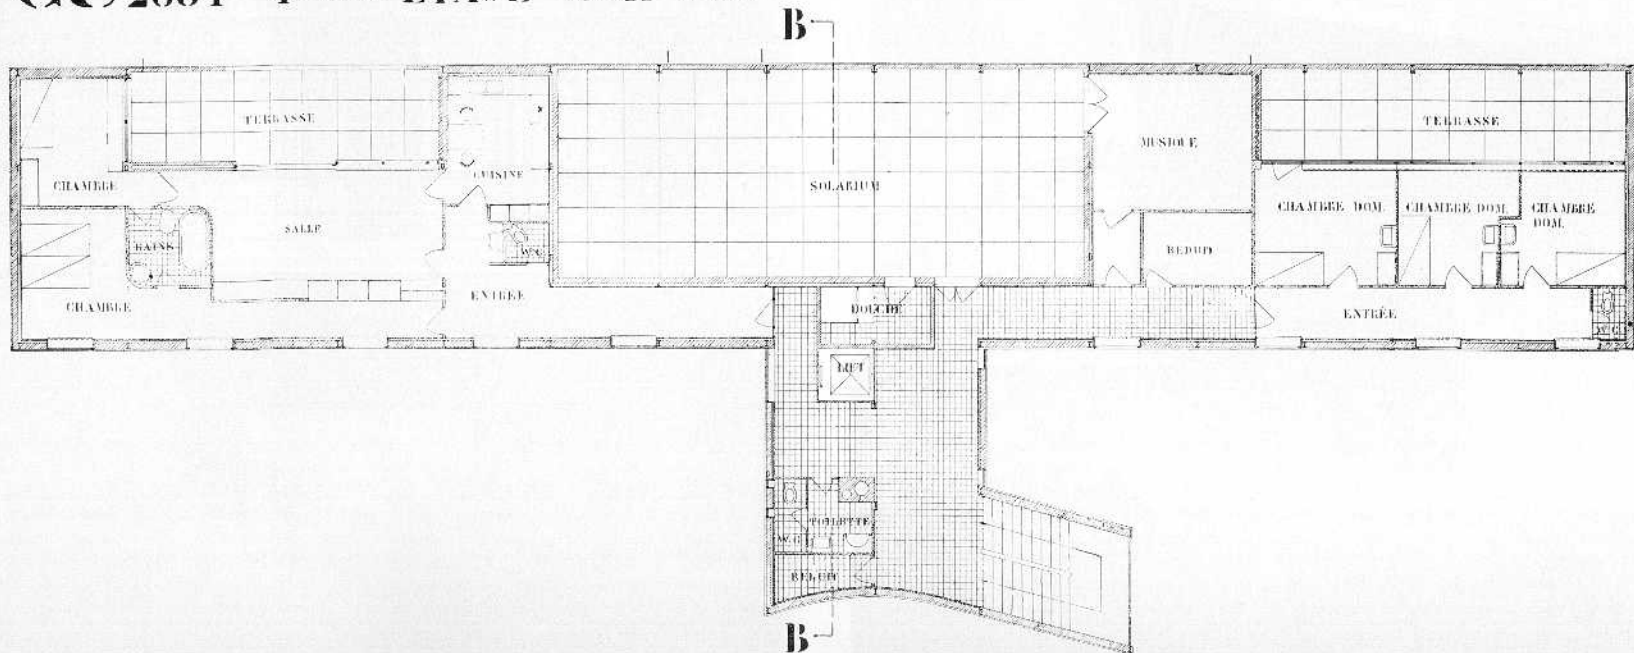 B
TERRASSE
CHAMBRE
CUISINE
SALLE
BAINS
W.C
CHAMBRE
ENTREE
SOLARIUM
MUSIQUE
REDUIT
TERRASSE
CHAMBRE DOM.
CHAMBRE DOM.
CHAMBRE
DOM.
ENTRÉE
W.C
DOUCHE
LIFT
TOILETTE
W.C
REDUIT
B